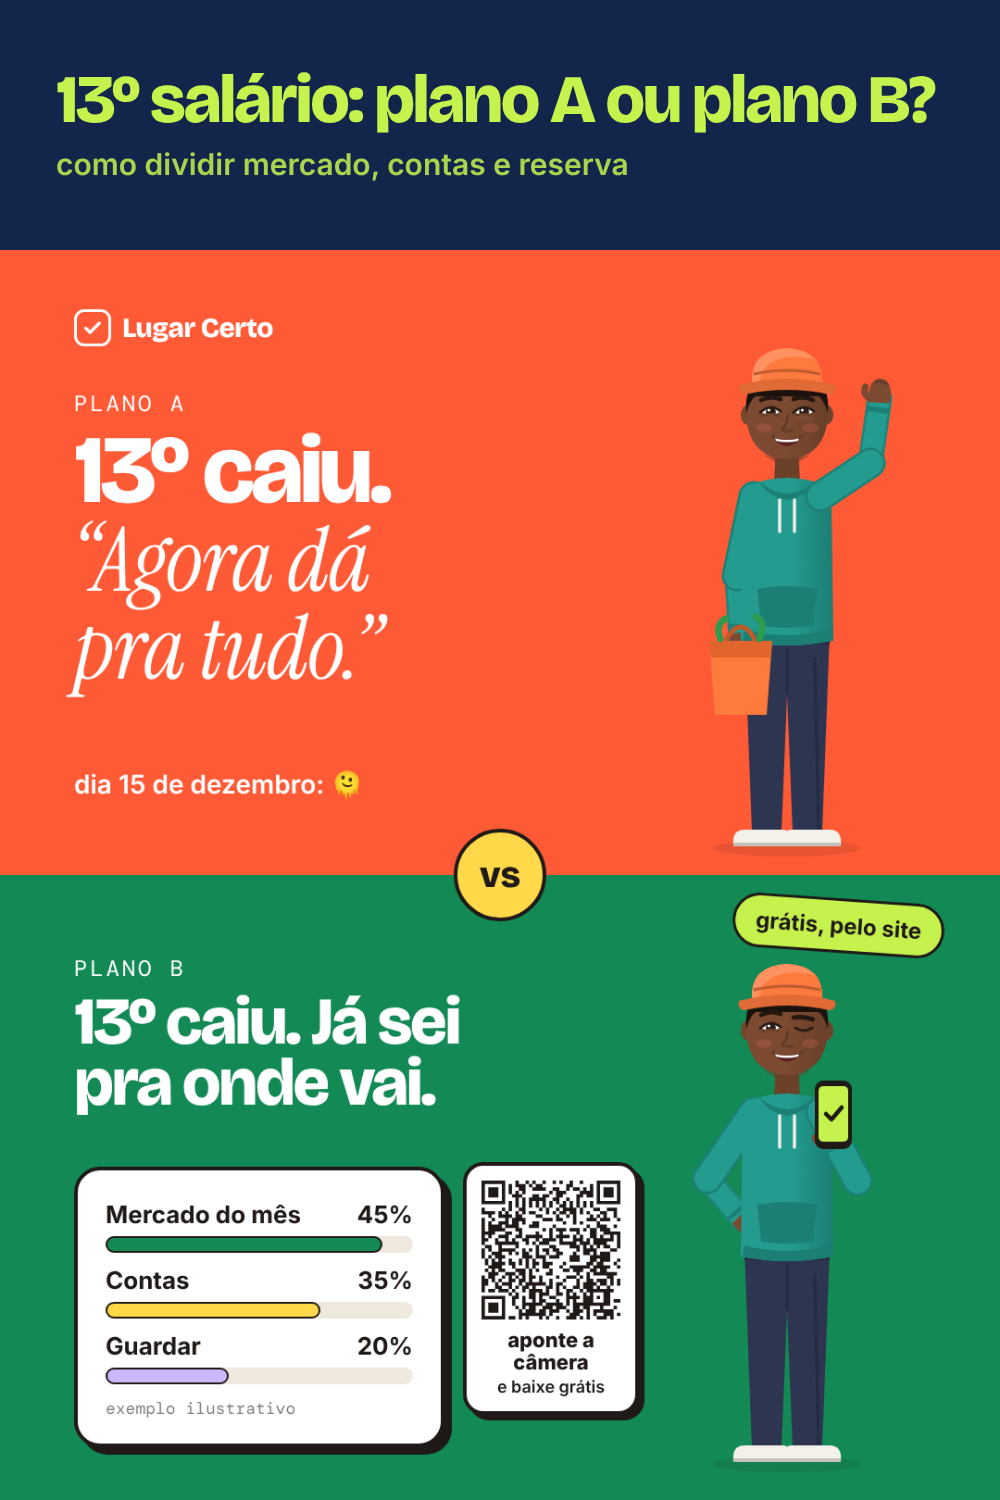 13º salário: plano A ou plano B?
como dividir mercado, contas e reserva
Lugar Certo
PLANO A
13º caiu.
“Agora dá
pra tudo.”
dia 15 de dezembro: 🫠
vs
grátis, pelo site
PLANO B
13º caiu. Já sei
pra onde vai.
Mercado do mês 45%
Contas 35%
Guardar 20%
exemplo ilustrativo
aponte a
câmera
e baixe grátis